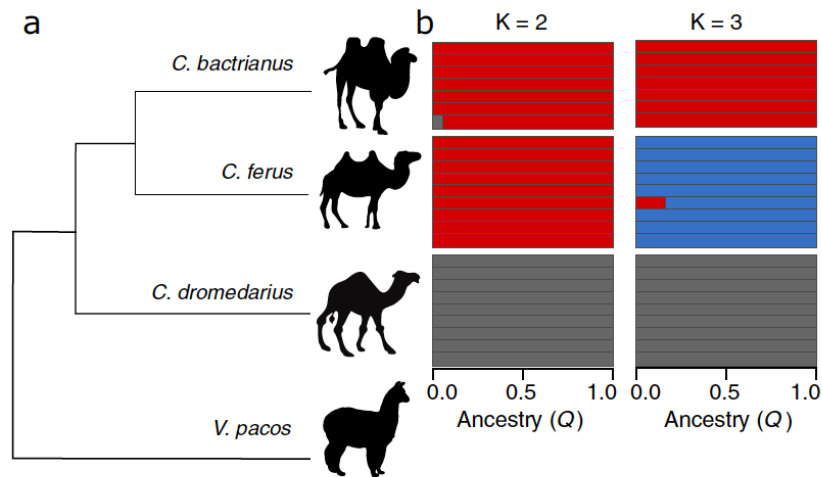 a
b
K = 2
K = 3
C. bactrianus
C. ferus
C. dromedarius
V. pacos
0.0 0.5 1.0
0.0 0.5 1.0
Ancestry (Q)
Ancestry (Q )